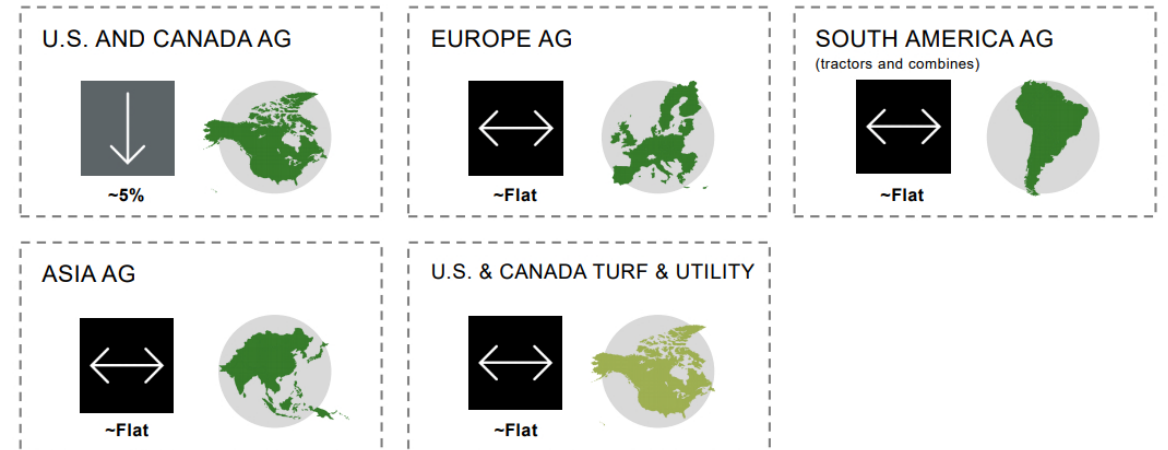 U.S. AND CANADA AG
~5%
EUROPE AG
~Flat
SOUTH AMERICA AG
(tractors and combines)
~Flat
ASIA AG
~Flat
U.S. & CANADA TURF & UTILITY
~Flat